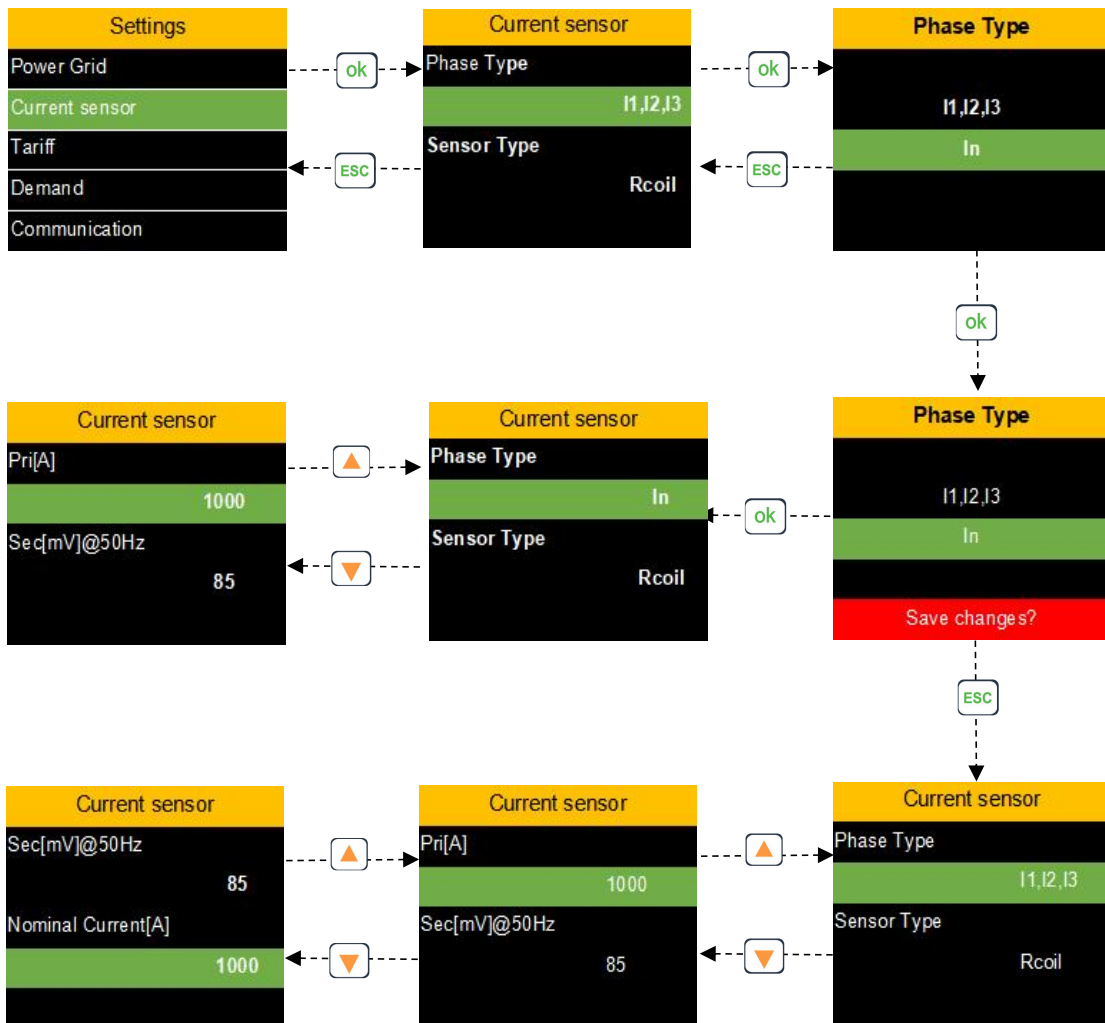 Settings
Power Grid
Current sensor
Tariff
Demand
Communication
ok
ESC
Current sensor
Phase Type
I1,I2,I3
Sensor Type
Rcoil
ok
ESC
Phase Type
I1,I2,I3
In
ok
Current sensor
Pri[A]
1000
Sec[mV]@50Hz
85
Current sensor
Phase Type
In
Sensor Type
Rcoil
ok
Phase Type
I1,I2,I3
In
Save changes?
ESC
Current sensor
Sec[mV]@50Hz
85
Nominal Current[A]
1000
Current sensor
Pri[A]
1000
Sec[mV]@50Hz
85
Current sensor
Phase Type
I1,I2,I3
Sensor Type
Rcoil